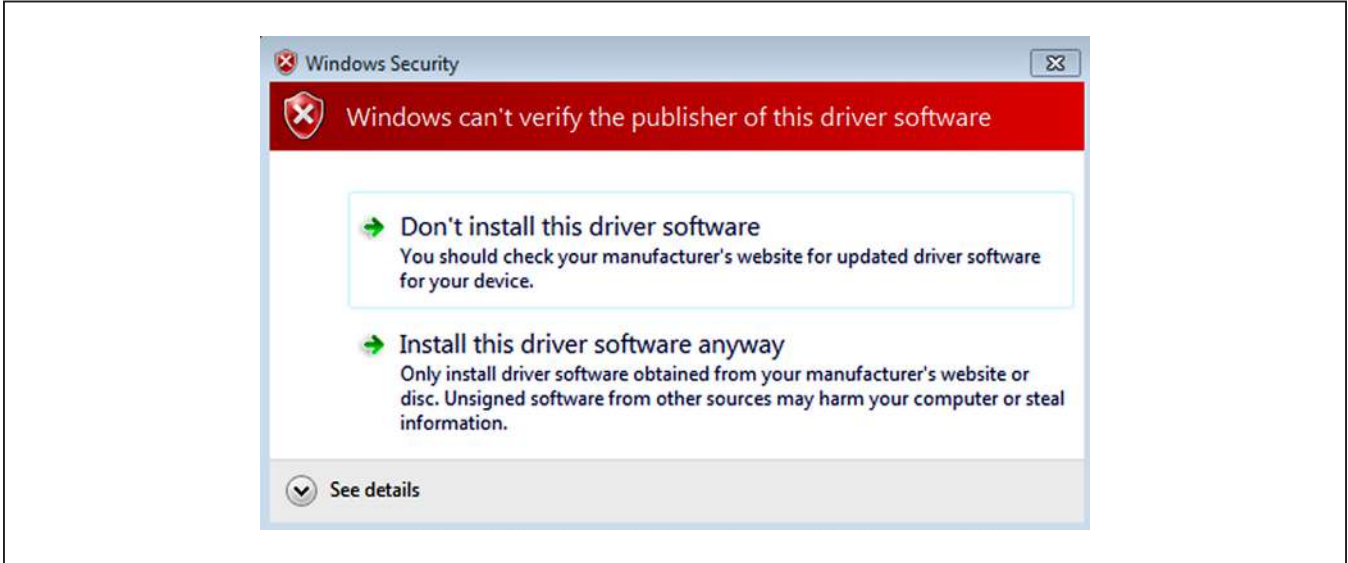 Windows Security
Windows can't verify the publisher of this driver software
Don't install this driver software
You should check your manufacturer's website for updated driver software
for your device.
Install this driver software anyway
Only install driver software obtained from your manufacturer's website or
disc. Unsigned software from other sources may harm your computer or steal
information.
See details